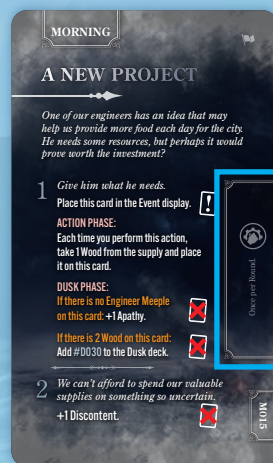 MORNING
A NEW PROJECT
One of our engineers has an idea that may
help us provide more food each day for the city.
He needs some resources, but perhaps it would
prove worth the investment?
1 Give him what he needs.
Place this card in the Event display.
!
ACTION PHASE:
Each time you perform this action,
take 1 Wood from the supply and place
it on this card.
DUSK PHASE:
If there is no Engineer Meeple
on this card: +1 Apathy.
If there is 2 Wood on this card:
Add #D030 to the Dusk deck.
2 We can't afford to spend our valuable
supplies on something so uncertain.
+1 Discontent.
Once per Round.
M015